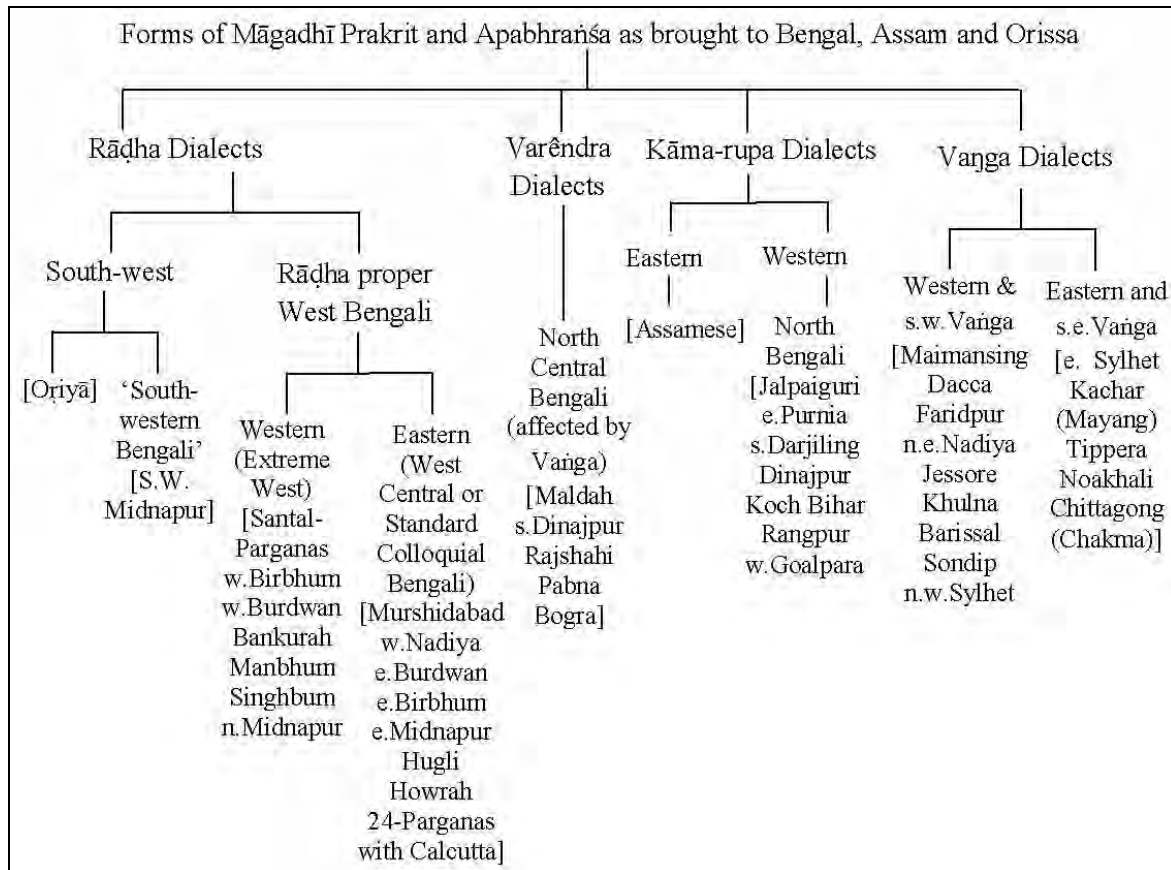 Forms of Māgadhī Prakrit and Apabhraṅśa as brought to Bengal, Assam and Orissa
Rāḍha Dialects
South-west
[Oṛiyā]
‘South-
western
Bengali’
[S.W.
Midnapur]
Rāḍha proper
West Bengali
Western
(Extreme
West)
[Santal-
Parganas
w.Birbhum
w.Burdwan
Bankurah
Manbhum
Singhbum
n.Midnapur
Eastern
(West
Central or
Standard
Colloquial
Bengali)
[Murshidabad
w.Nadiya
e.Burdwan
e.Birbhum
e.Midnapur
Hugli
Howrah
24-Parganas
with Calcutta]
Varêndra
Dialects
North
Central
Bengali
(affected by
Vaṅga)
[Maldah
s.Dinajpur
Rajshahi
Pabna
Bogra]
Kāma-rupa Dialects
Eastern
[Assamese]
Western
North
Bengali
[Jalpaiguri
e.Purnia
s.Darjiling
Dinajpur
Koch Bihar
Rangpur
w.Goalpara
Vaŋga Dialects
Western &
s.w.Vaṅga
[Maimansing
Dacca
Faridpur
n.e.Nadiya
Jessore
Khulna
Barissal
Sondip
n.w.Sylhet
Eastern and
s.e.Vaṅga
[e. Sylhet
Kachar
(Mayang)
Tippera
Noakhali
Chittagong
(Chakma)]